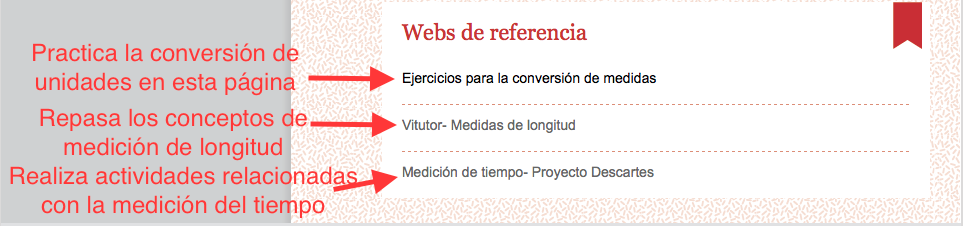 Webs de referencia
Practica la conversión de
unidades en esta página
Ejercicios para la conversión de medidas
Repasa los conceptos de
medición de longitud
Vitutor- Medidas de longitud
Realiza actividades relacionadas
con la medición del tiempo
Medición de tiempo- Proyecto Descartes